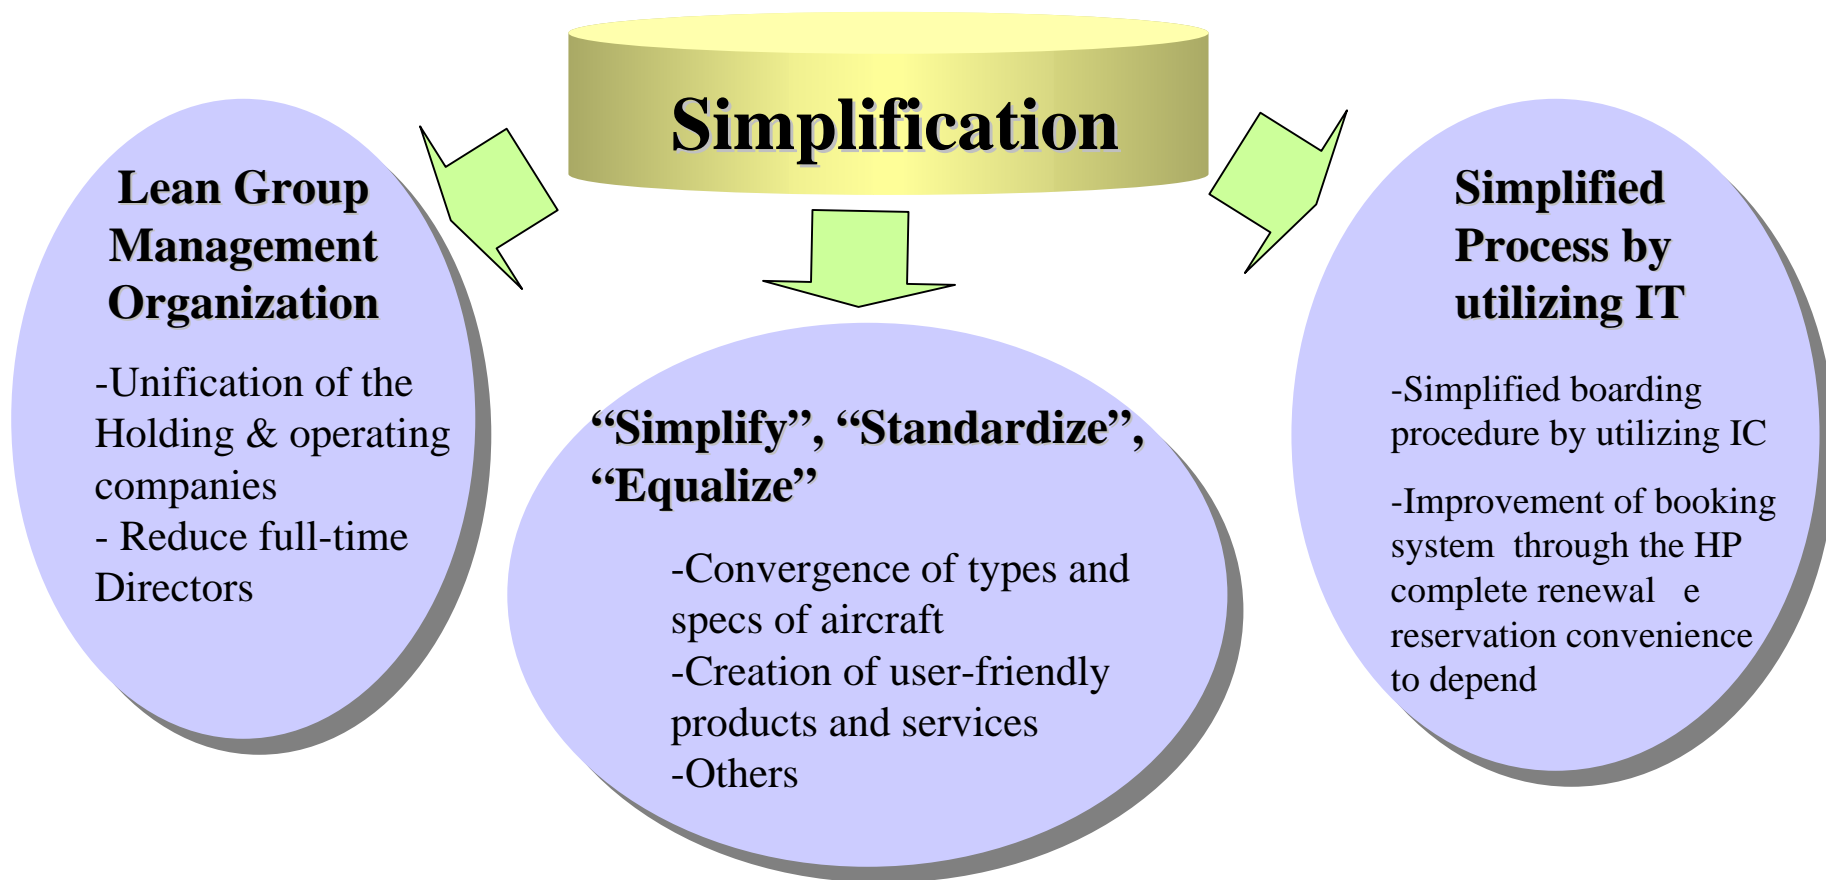 Simplification
Lean Group
Management
Organization
-Unification of the
Holding & operating
companies
- Reduce full-time
Directors
“Simplify”, “Standardize”,
“Equalize”
-Convergence of types and
specs of aircraft
-Creation of user-friendly
products and services
-Others
Simplified
Process by
utilizing IT
-Simplified boarding
procedure by utilizing IC
-Improvement of booking
system  through the HP
complete renewal   e
reservation convenience
to depend